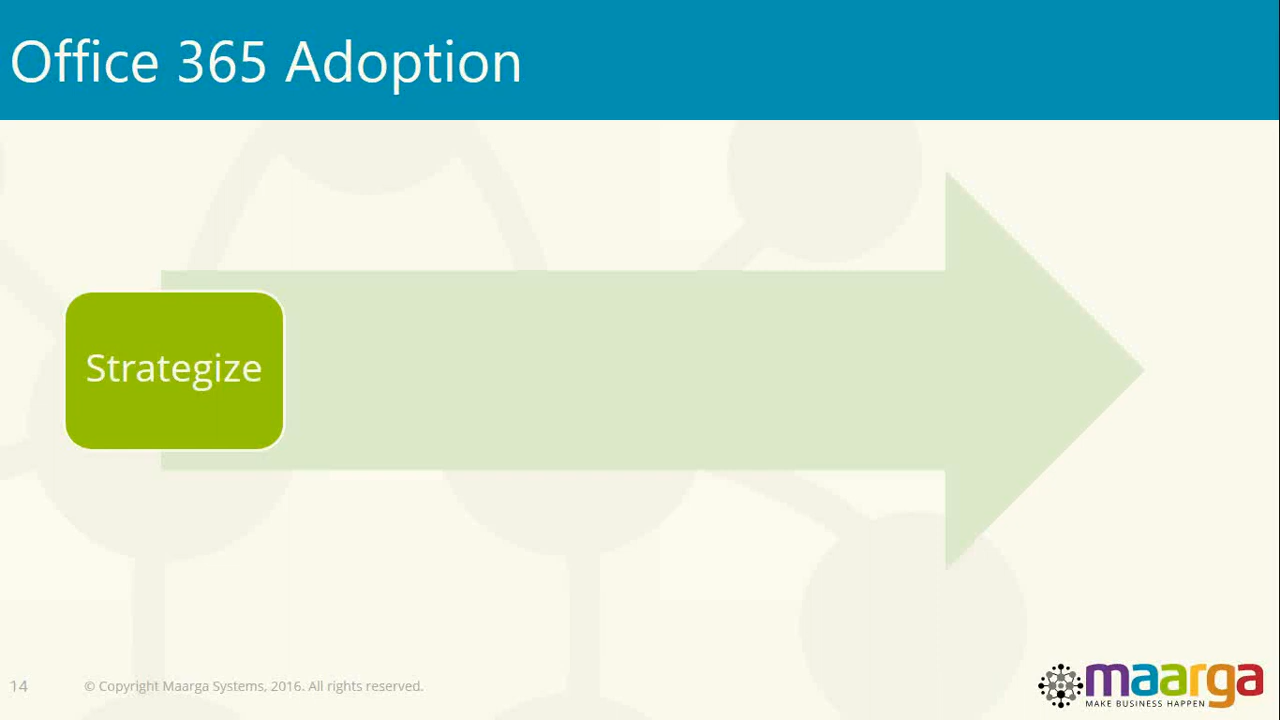 Office 365 Adoption
Strategize
14
© Copyright Maarga Systems, 2016. All rights reserved.
maarga
MAKE BUSINESS HAPPEN